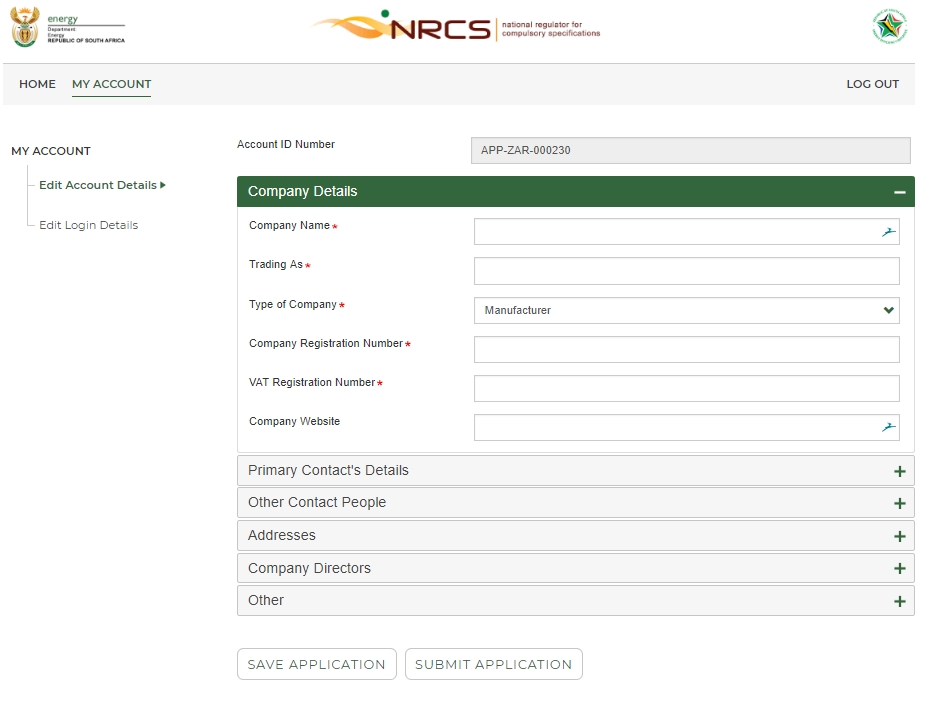 energy
Department:
Energy
REPUBLIC OF SOUTH AFRICA
NRCS
national regulator for
compulsory specifications
HOME MY ACCOUNT LOG OUT
MY ACCOUNT
Edit Account Details
Edit Login Details
Account ID Number APP-ZAR-000230
Company Details
Company Name *
Trading As *
Type of Company * Manufacturer
Company Registration Number *
VAT Registration Number *
Company Website
Primary Contact's Details
Other Contact People
Addresses
Company Directors
Other
SAVE APPLICATION SUBMIT APPLICATION